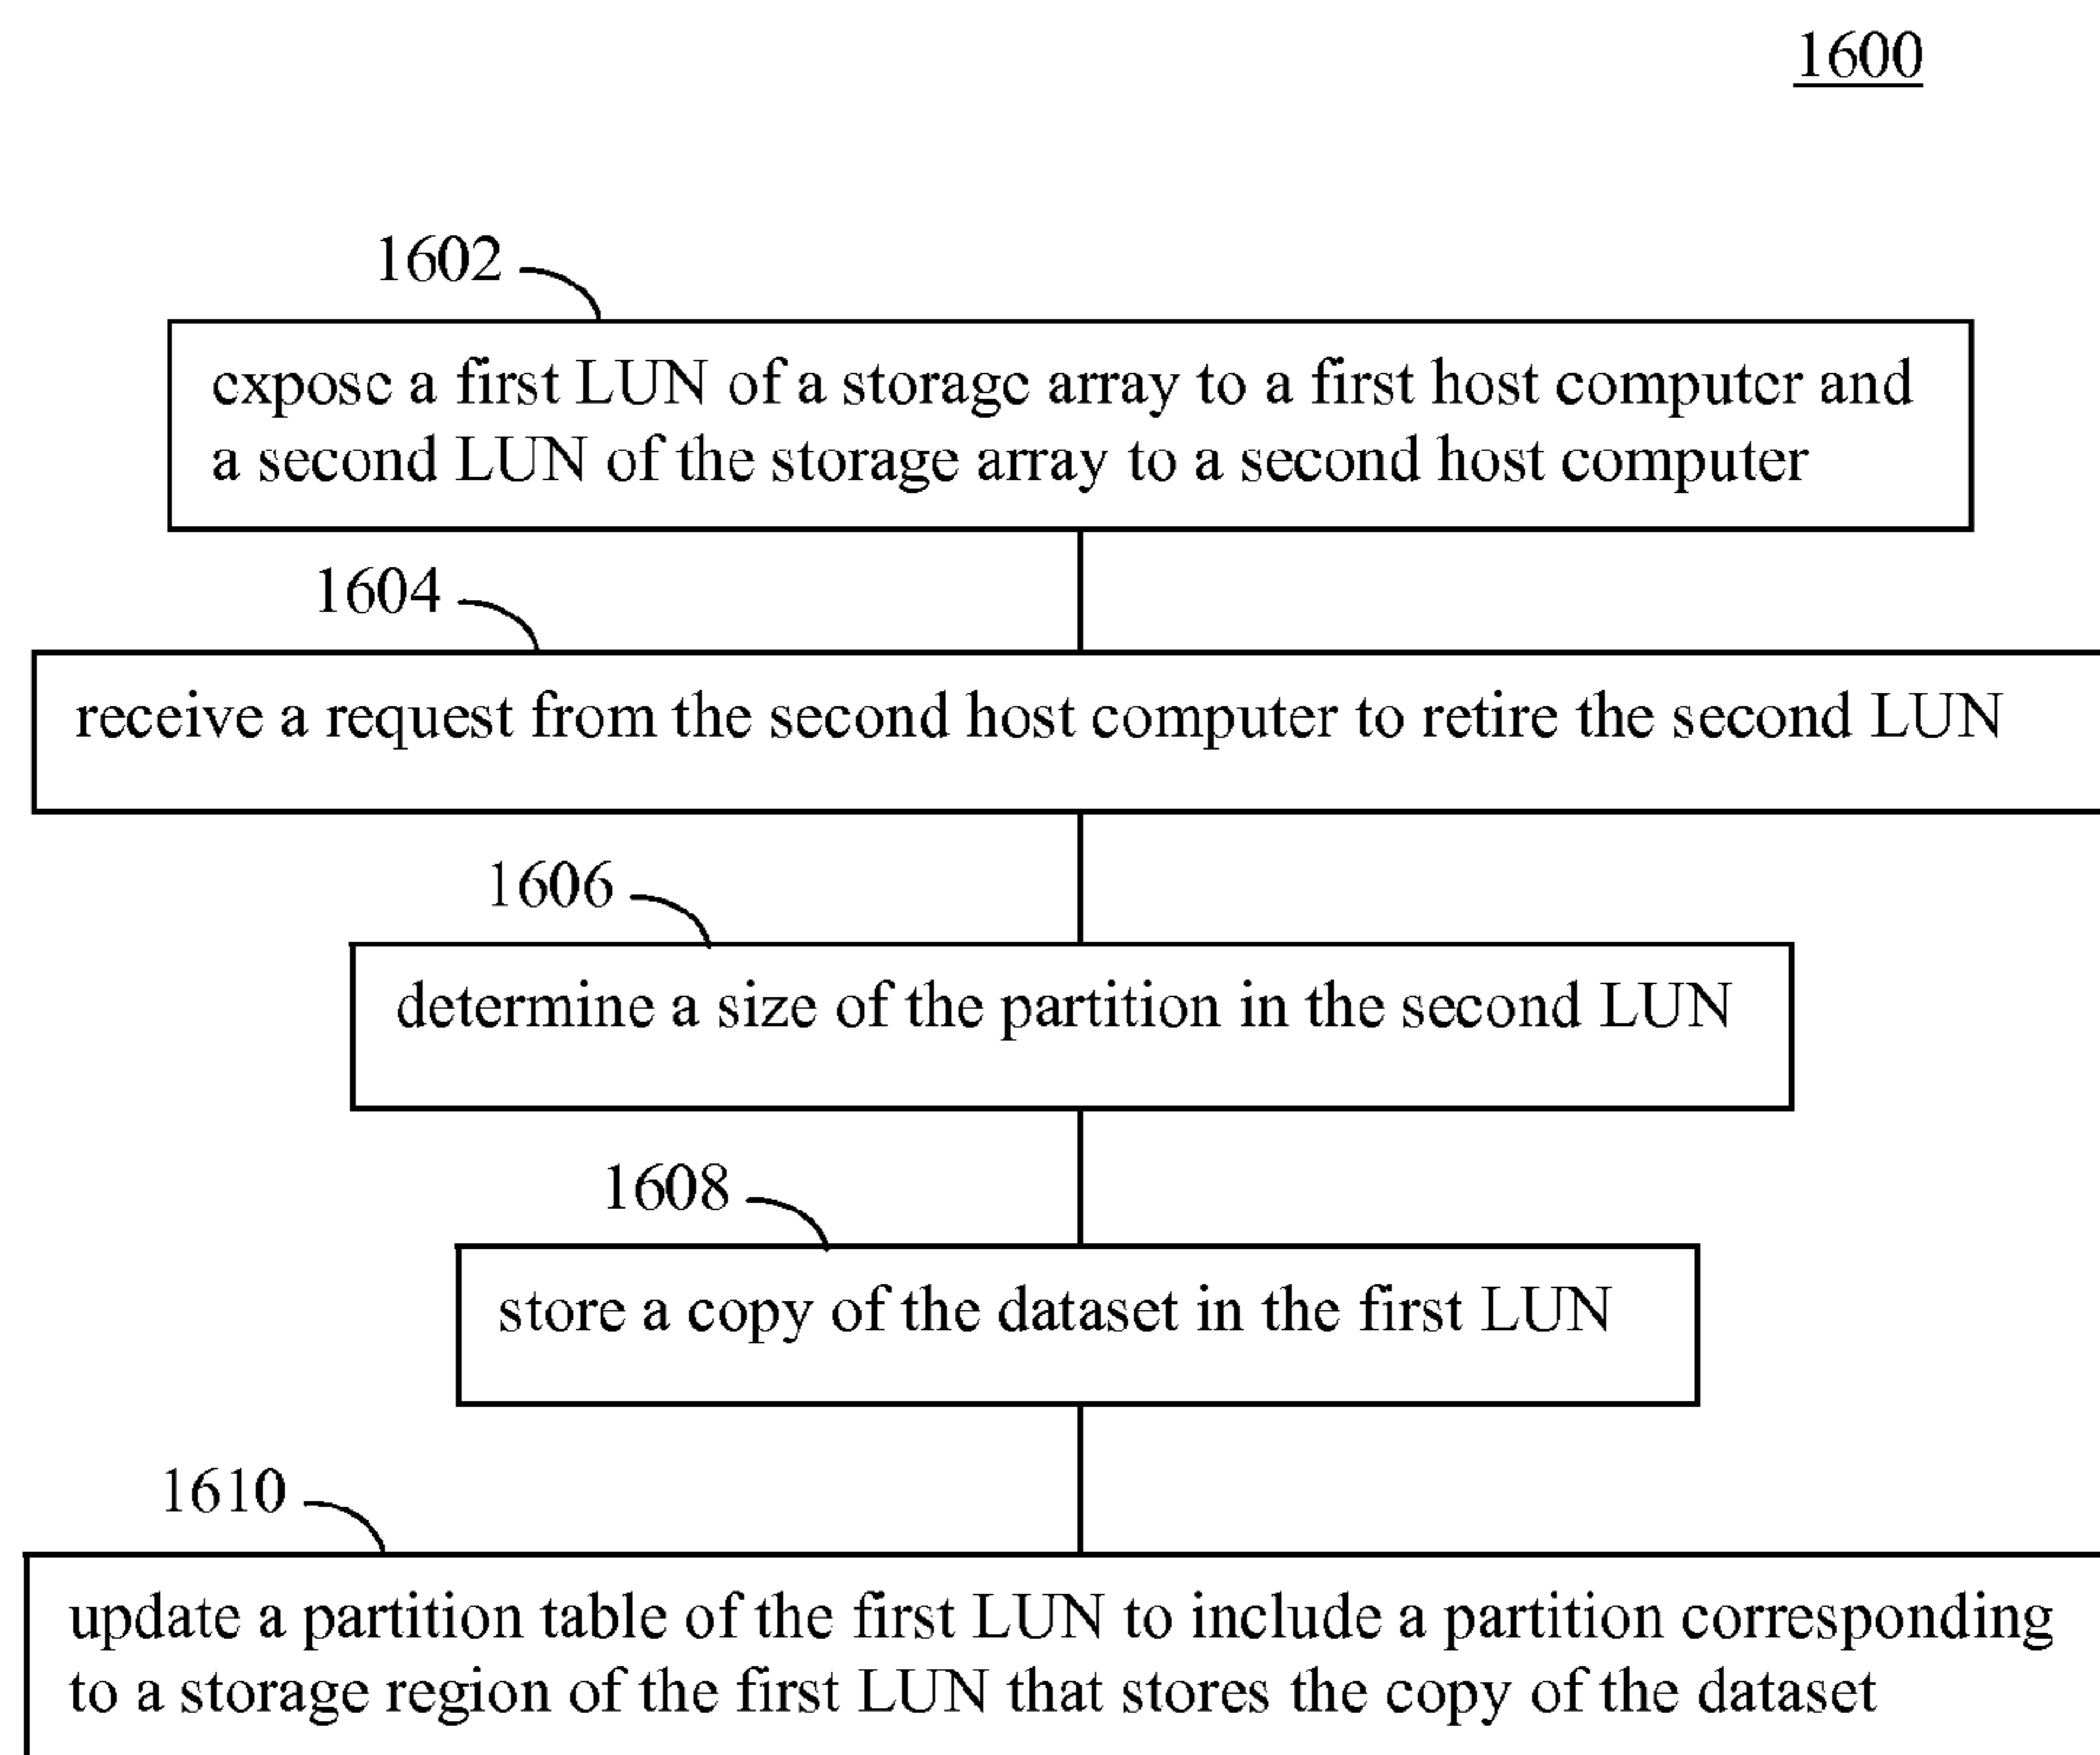 1600
1602
expose a first LUN of a storage array to a first host computer and
a second LUN of the storage array to a second host computer
1604
receive a request from the second host computer to retire the second LUN
1606
determine a size of the partition in the second LUN
1608
store a copy of the dataset in the first LUN
1610
update a partition table of the first LUN to include a partition corresponding
to a storage region of the first LUN that stores the copy of the dataset